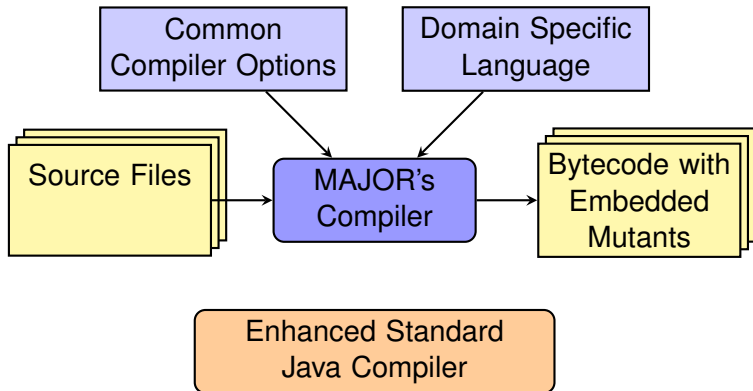 Common
Compiler Options
Domain Specific
Language
Source Files
MAJOR's
Compiler
Bytecode with
Embedded
Mutants
Enhanced Standard
Java Compiler